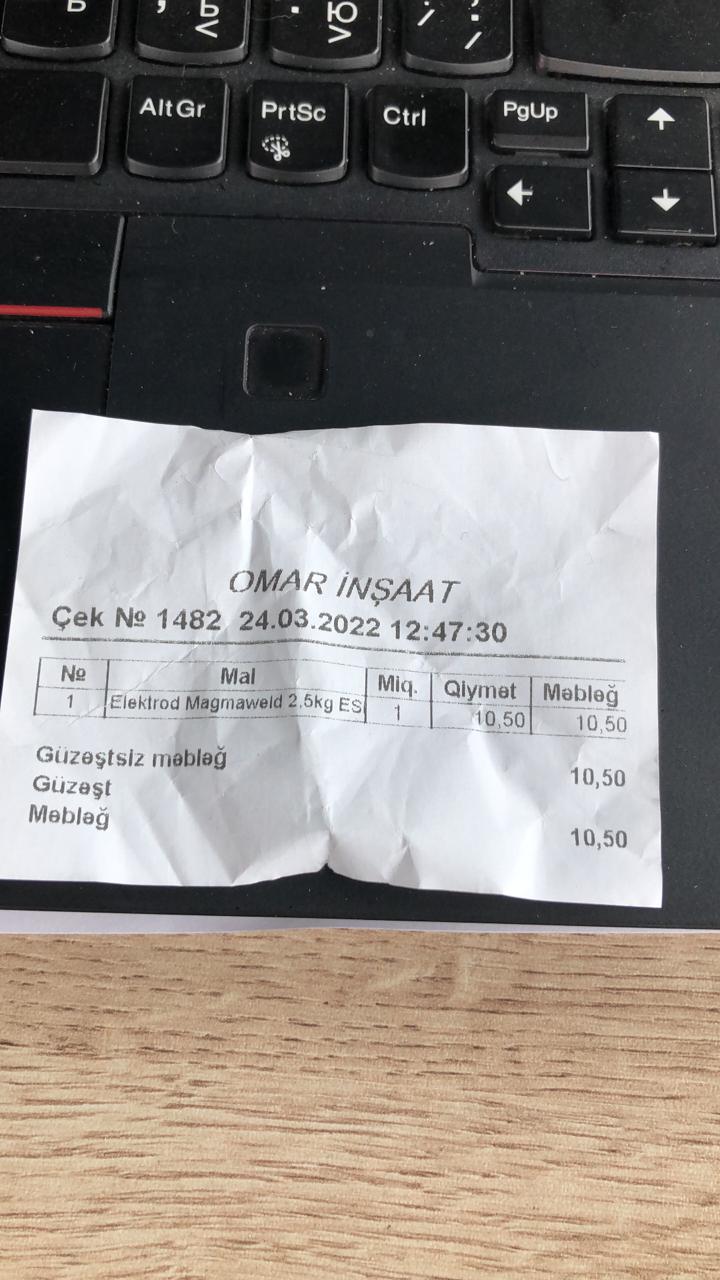 Б
, Ь <
. Ю >
/ . ; /
AltGr PrtSc Ctrl PgUp ↑
← ↓
OMAR İNŞAAT
Çek № 1482 24.03.2022 12:47:30
№ Mal Miq. Qiymət Məbləğ
1 Elektrod Magmaweld 2.5kg ES 1 10,50 10,50
Güzəştsiz məbləğ 10,50
Güzəşt
Məbləğ 10,50